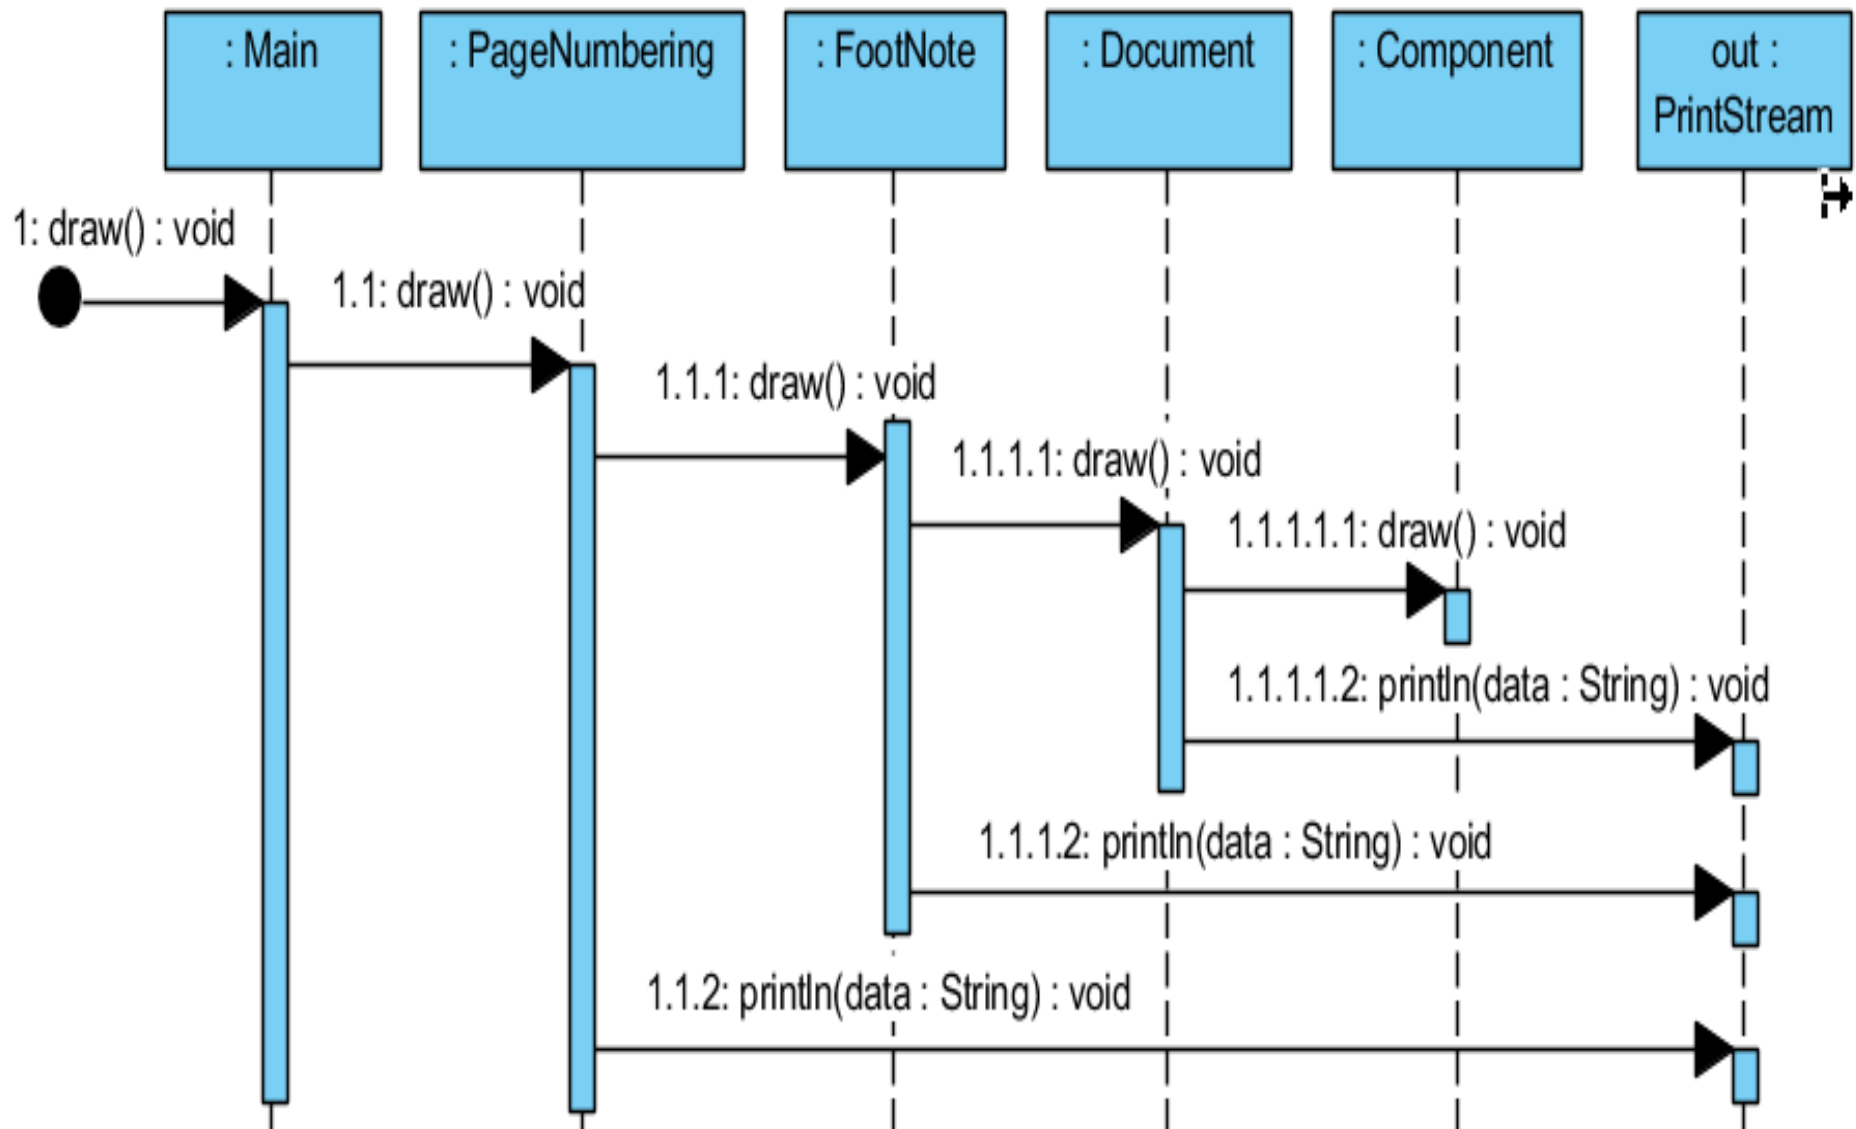 : Main
: PageNumbering
: FootNote
: Document
: Component
out :
PrintStream
1: draw() : void
1.1: draw() : void
1.1.1: draw() : void
1.1.1.1: draw() : void
1.1.1.1.1: draw() : void
1.1.1.1.2: println(data : String) : void
1.1.1.2: println(data : String) : void
1.1.2: println(data : String) : void